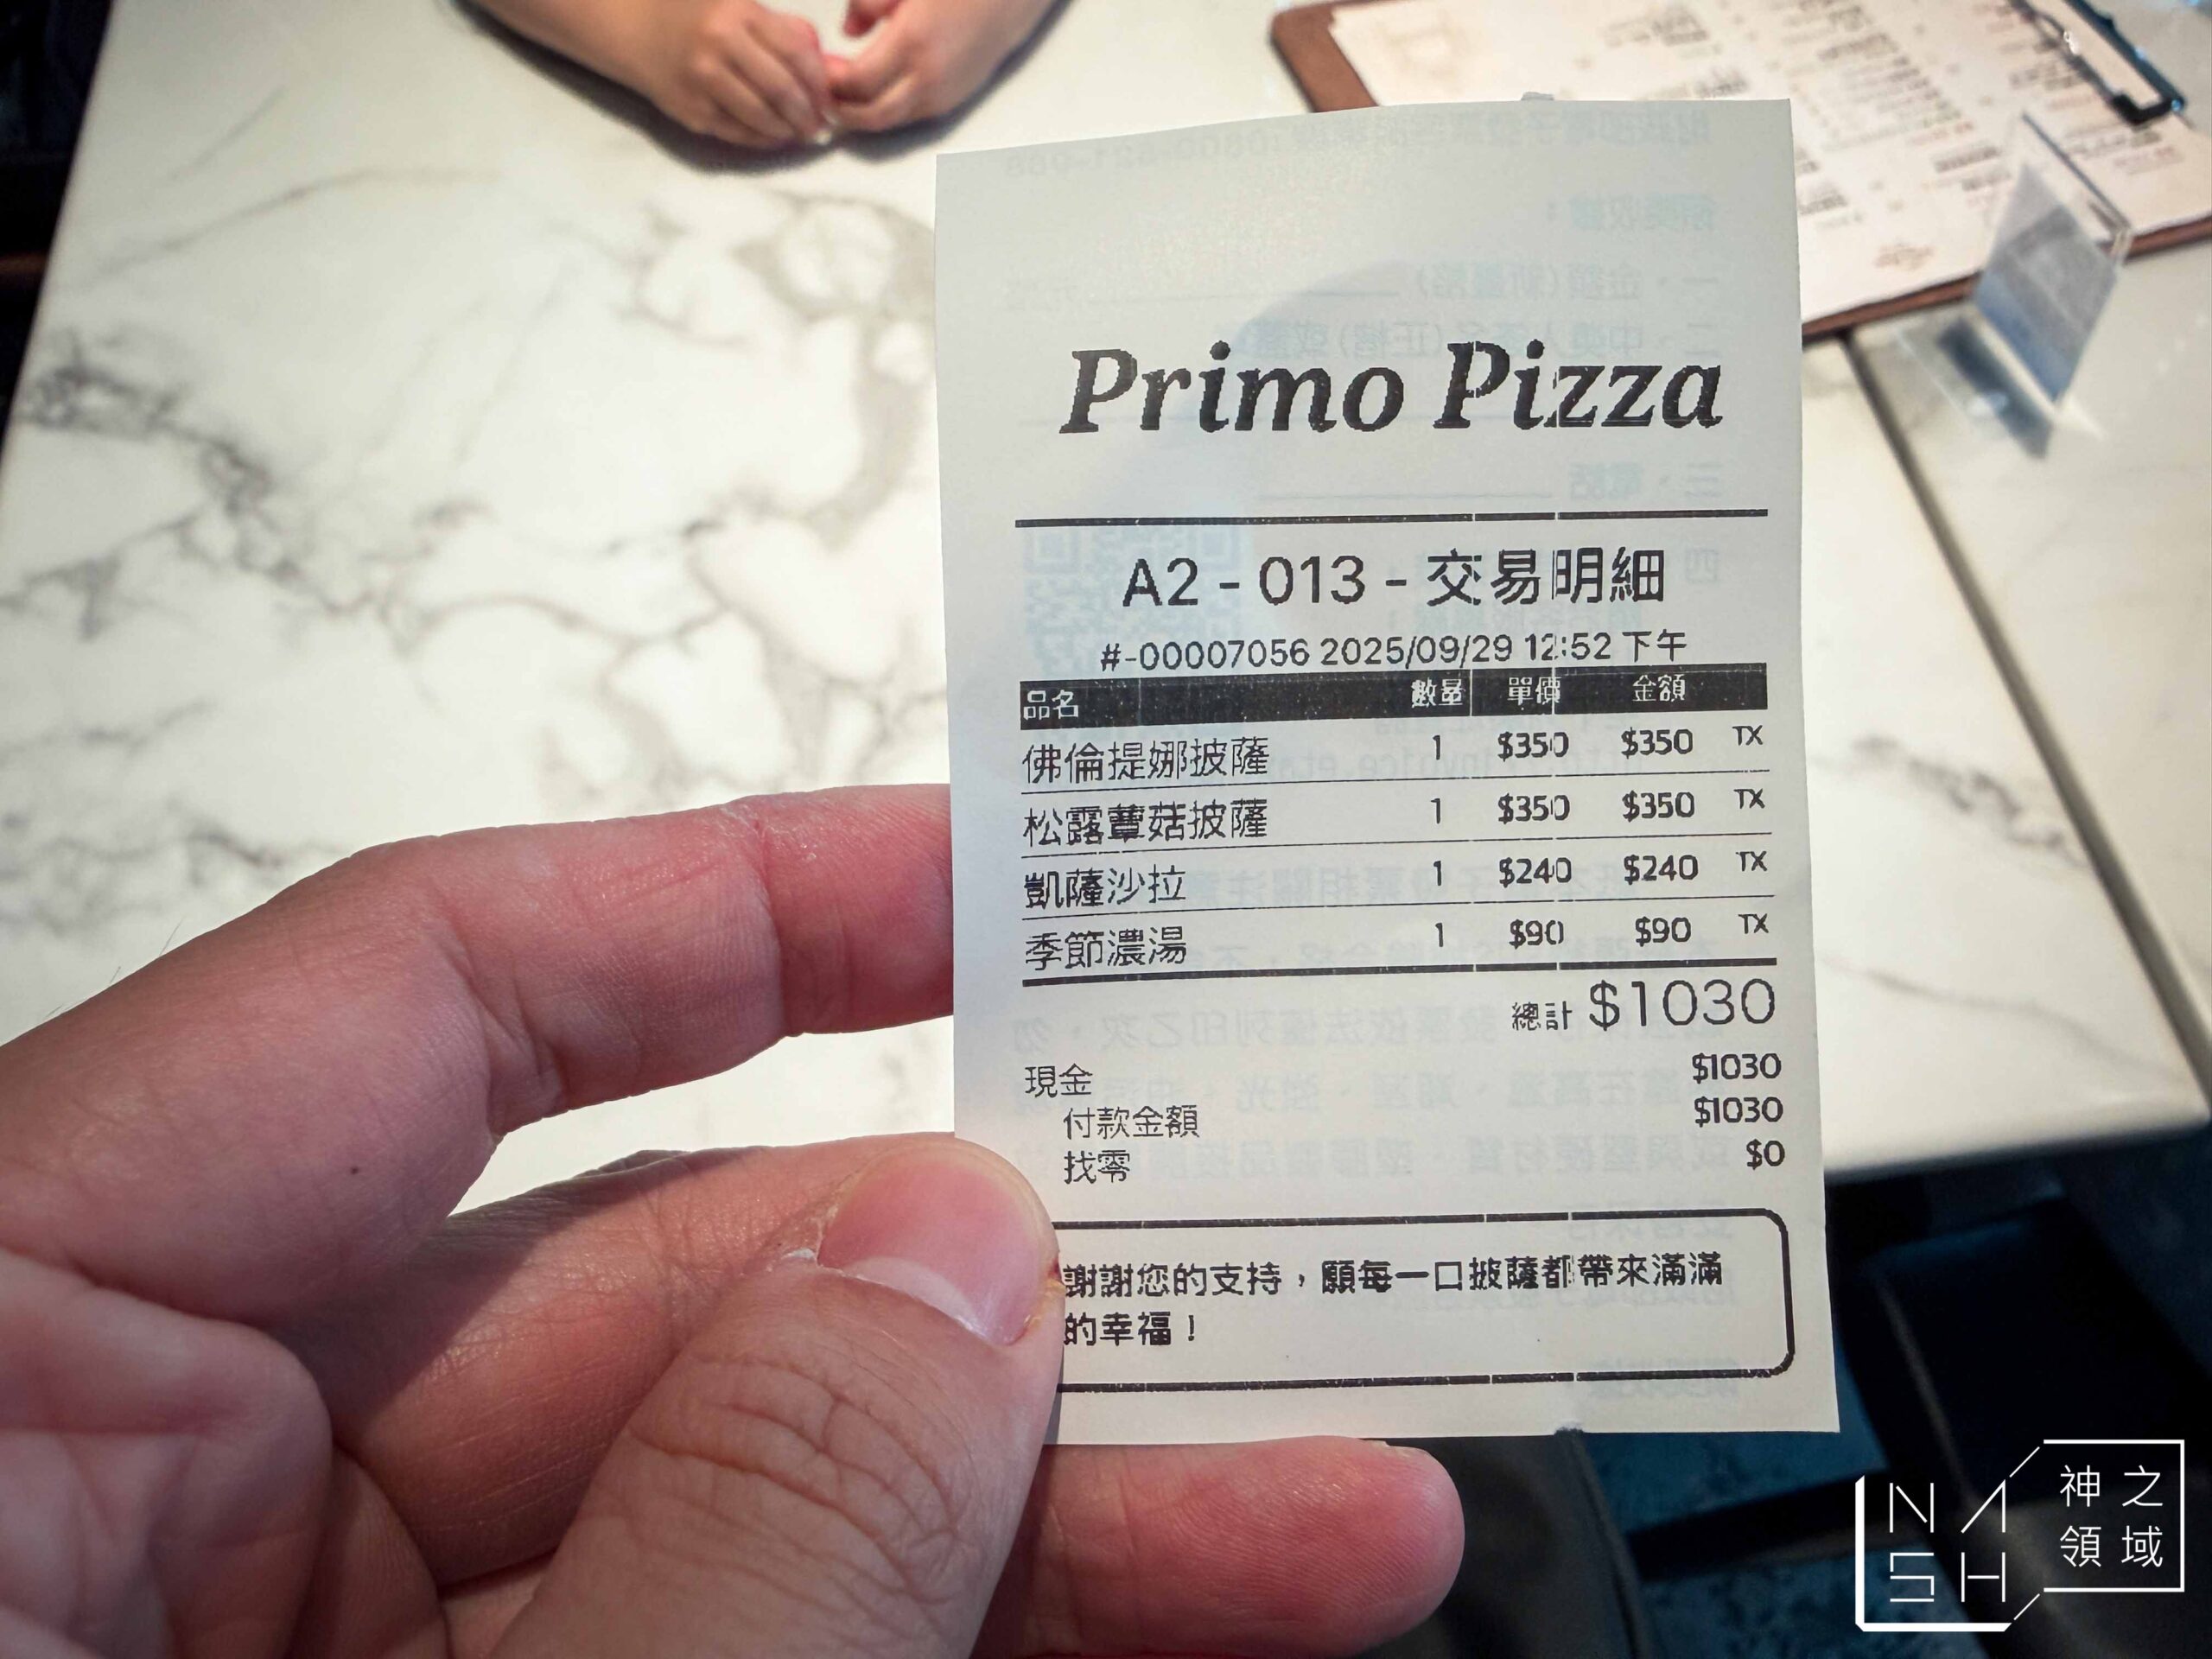 Primo Pizza
A2 - 013 - 交易明細
#-00007056 2025/09/29 12:52 下午
品名 數量 單價 金額
佛倫提娜披薩 1 $350 $350 TX
松露蕈菇披薩 1 $350 $350 TX
凱薩沙拉 1 $240 $240 TX
季節濃湯 1 $90 $90 TX
總計 $1030
現金 $1030
付款金額 $1030
找零 $0
謝謝您的支持，願每一口披薩都帶來滿滿
的幸福！
NASH
神之
領域